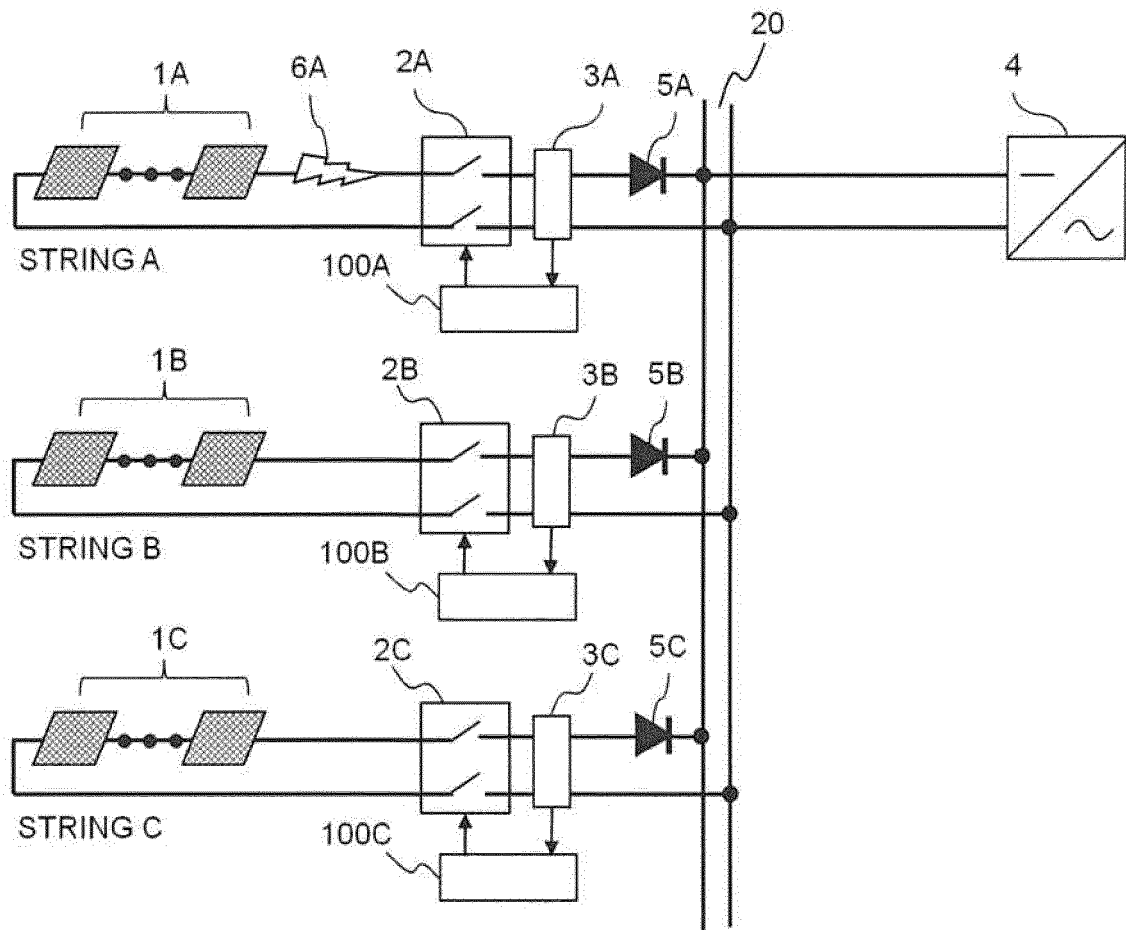 20
6A
2A
3A
4
1A
5A
STRING A
100A
1B
2B
3B
5B
STRING B
100B
1C
2C
3C
5C
STRING C
100C